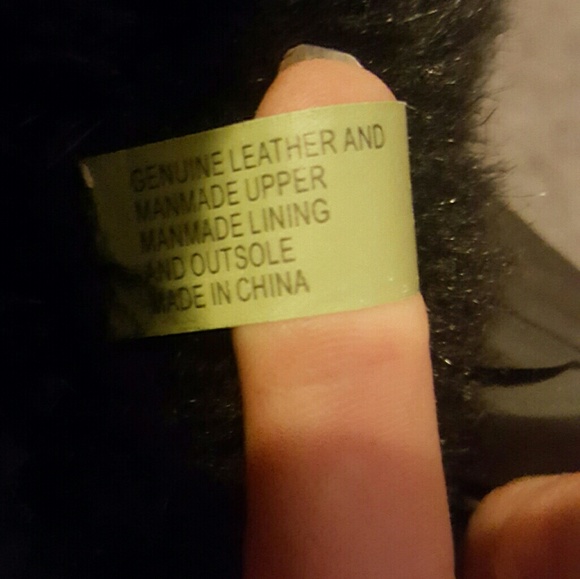 GENUINE LEATHER AND
MANMADE UPPER
MANMADE LINING
AND OUTSOLE
MADE IN CHINA